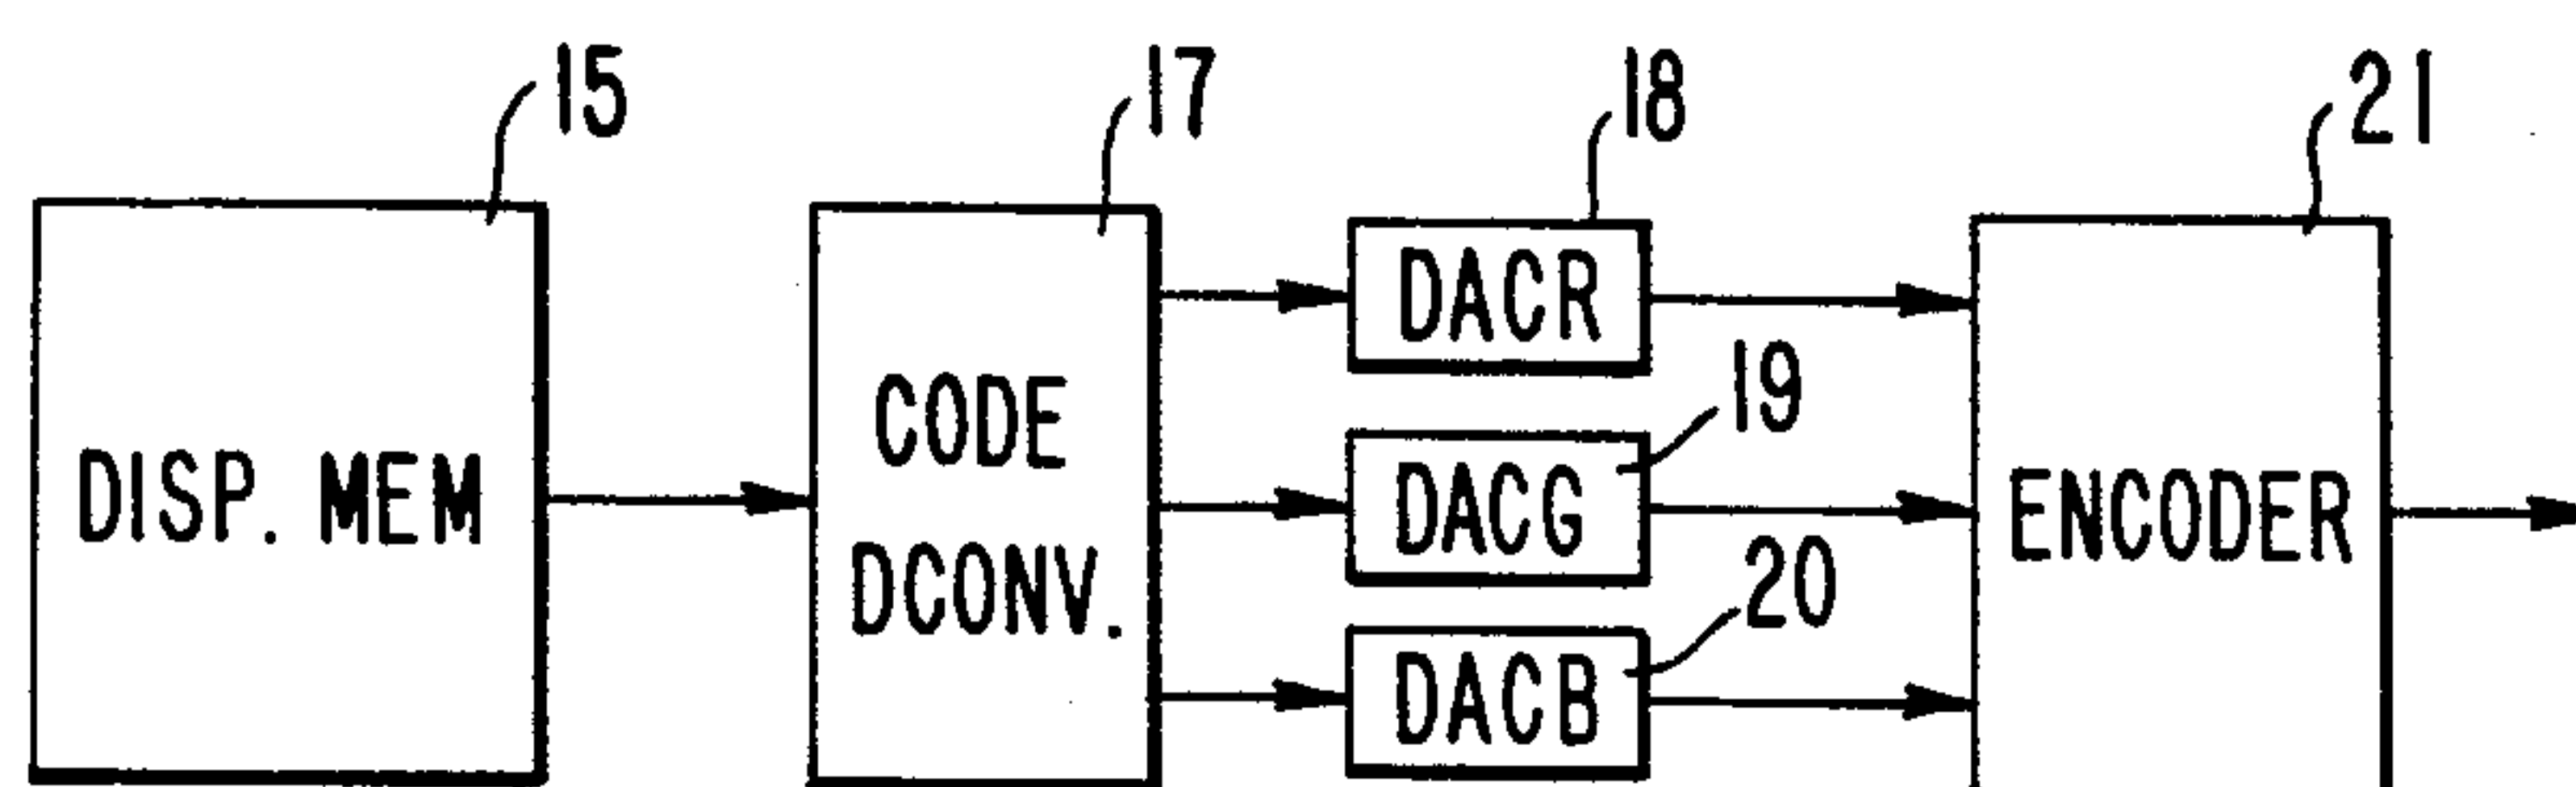 15
17
18
21
DISP. MEM
CODE
DCONV.
DACR
19
DACG
20
DACB
ENCODER